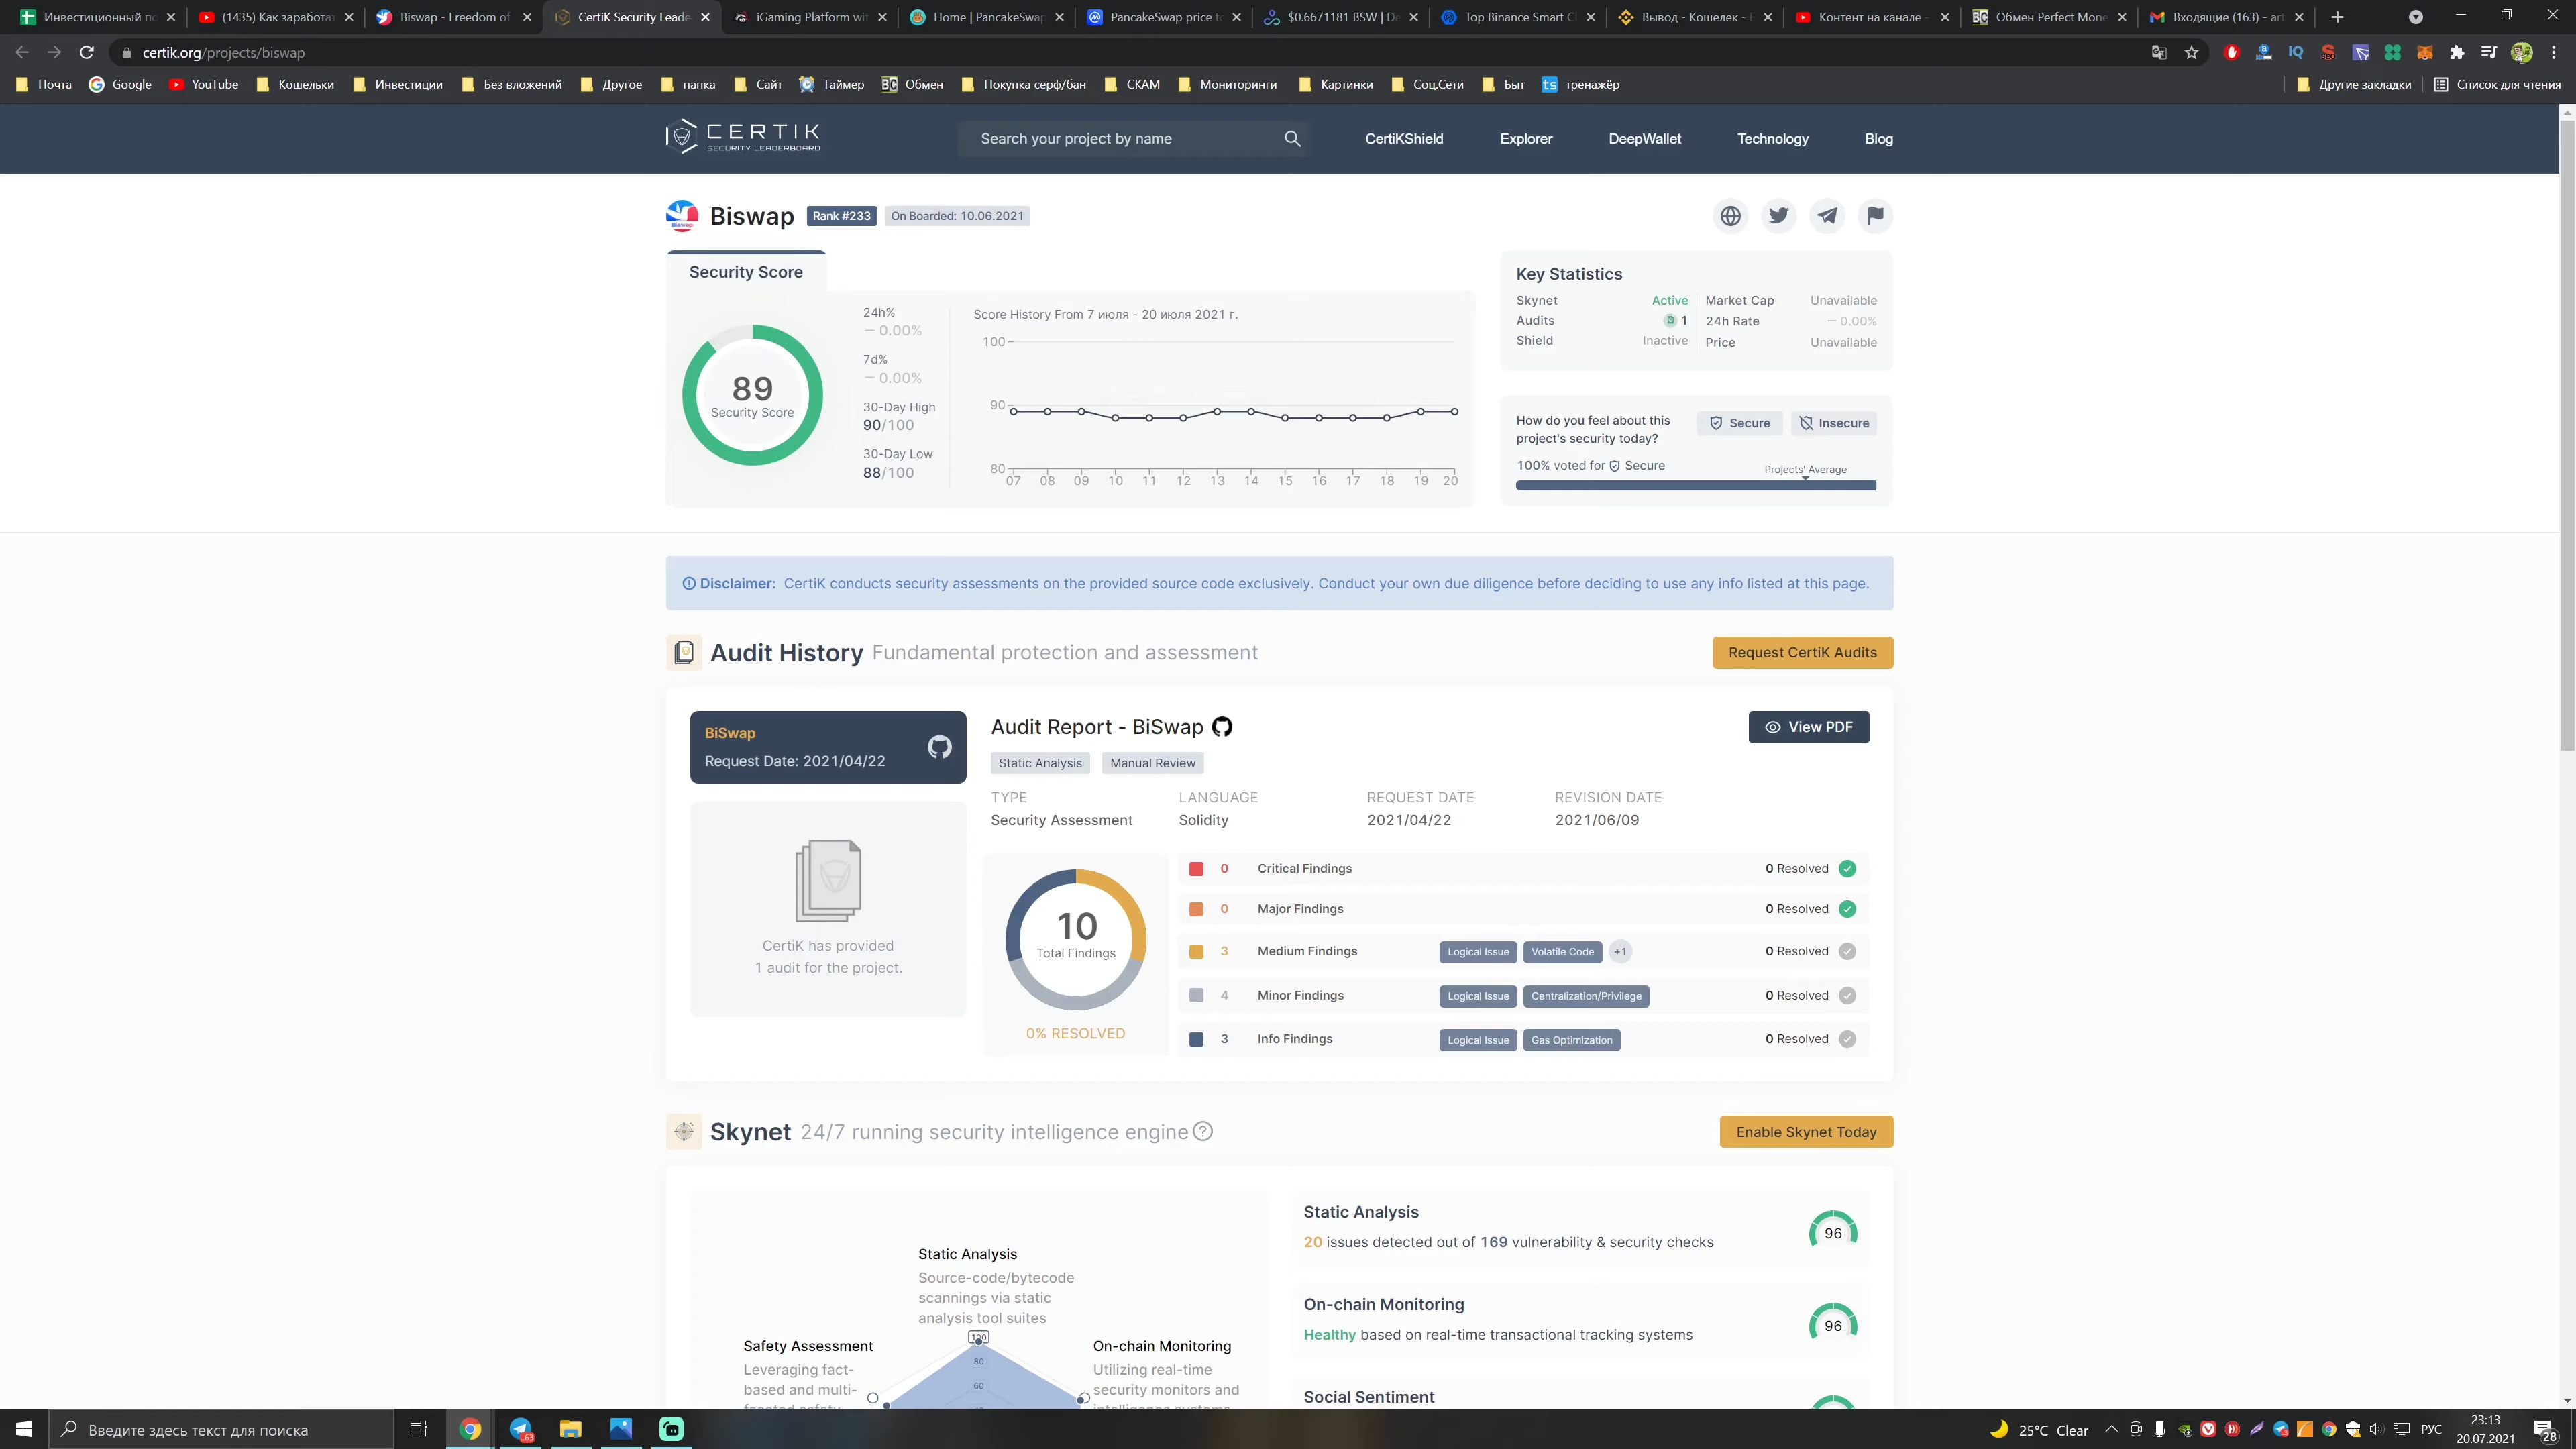 Инвестиционный по
(1435) Как заработат
Biswap - Freedom of
CertiK Security Leade
iGaming Platform wit
Home | PancakeSwap
PancakeSwap price to
$0.6671181 BSW | De
Top Binance Smart Ch
Вывод - Кошелек - B
Контент на канале -
Обмен Perfect Mone
Входящие (163) - art
certik.org/projects/biswap
Почта
Google
YouTube
Кошельки
Инвестиции
Без вложений
Другое
папка
Сайт
Таймер
BC Обмен
Покупка серф/бан
СКАМ
Мониторинги
Картинки
Соц.Сети
Быт
ts тренажёр
Другие закладки
Список для чтения
CERTIK
SECURITY LEADERBOARD
Search your project by name
CertiKShield
Explorer
DeepWallet
Technology
Blog
Biswap
Rank #233
On Boarded: 10.06.2021
Security Score
89
Security Score
24h%
— 0.00%
7d%
— 0.00%
30-Day High
90/100
30-Day Low
88/100
Score History From 7 июля - 20 июля 2021 г.
100
90
80
07 08 09 10 11 12 13 14 15 16 17 18 19 20
Key Statistics
Skynet Active
Audits 1
Shield Inactive
Market Cap Unavailable
24h Rate — 0.00%
Price Unavailable
How do you feel about this
project's security today?
Secure
Insecure
100% voted for Secure
Projects' Average
Disclaimer: CertiK conducts security assessments on the provided source code exclusively. Conduct your own due diligence before deciding to use any info listed at this page.
Audit History Fundamental protection and assessment
Request CertiK Audits
BiSwap
Request Date: 2021/04/22
CertiK has provided
1 audit for the project.
Audit Report - BiSwap
View PDF
Static Analysis
Manual Review
TYPE LANGUAGE REQUEST DATE REVISION DATE
Security Assessment Solidity 2021/04/22 2021/06/09
10
Total Findings
0% RESOLVED
0 Critical Findings 0 Resolved
0 Major Findings 0 Resolved
3 Medium Findings Logical Issue Volatile Code +1 0 Resolved
4 Minor Findings Logical Issue Centralization/Privilege 0 Resolved
3 Info Findings Logical Issue Gas Optimization 0 Resolved
Skynet 24/7 running security intelligence engine
Enable Skynet Today
Static Analysis
Source-code/bytecode
scannings via static
analysis tool suites
Safety Assessment
Leveraging fact-
based and multi-
100
80
60
On-chain Monitoring
Utilizing real-time
security monitors and
Static Analysis
20 issues detected out of 169 vulnerability & security checks
96
On-chain Monitoring
Healthy based on real-time transactional tracking systems
96
Social Sentiment
Введите здесь текст для поиска
25°C Clear
РУС
23:13
20.07.2021
28